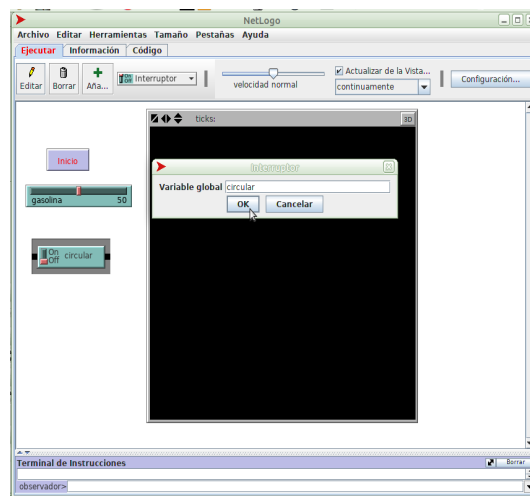 NetLogo
Archivo Editar Herramientas Tamaño Pestañas Ayuda
Ejecutar Información Código
Editar Borrar Aña... On Off Interruptor velocidad normal Actualizar de la Vista... continuamente Configuración...
ticks: 3D
Inicio
Interruptor
Variable global circular
OK Cancelar
gasolina 50
On Off circular
Terminal de Instrucciones Borrar
observador>